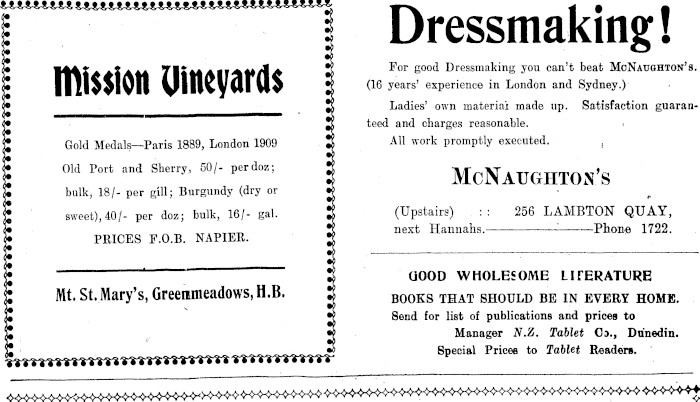 Mission Vineyards
Gold Medals—Paris 1889, London 1909
Old Port and Sherry, 50/- per doz;
bulk, 18/- per gill; Burgundy (dry or
sweet), 40/- per doz; bulk, 16/- gal.
PRICES F.O.B. NAPIER.
Mt. St. Mary's, Greenmeadows, H.B.
Dressmaking!
For good Dressmaking you can't beat McNAUGHTON'S.
(16 years' experience in London and Sydney.)
Ladies' own material made up. Satisfaction guaran-
teed and charges reasonable.
All work promptly executed.
McNAUGHTON'S
(Upstairs) :: 256 LAMBTON QUAY,
next Hannahs.——Phone 1722.
GOOD WHOLESOME LITERATURE
BOOKS THAT SHOULD BE IN EVERY HOME.
Send for list of publications and prices to
Manager N.Z. Tablet Co., Dunedin.
Special Prices to Tablet Readers.